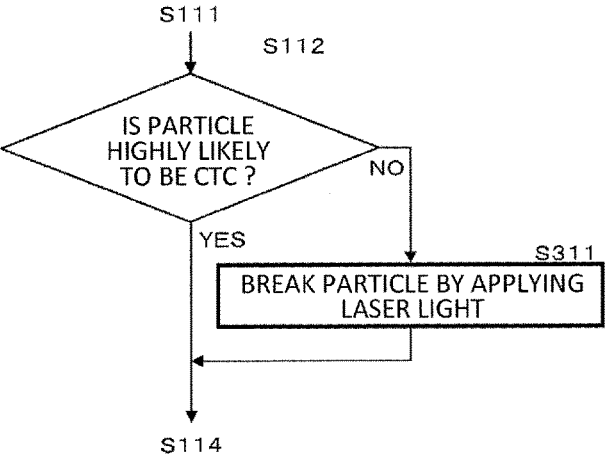 S111
S112
IS PARTICLE
HIGHLY LIKELY
TO BE CTC ?
NO
YES
S311
BREAK PARTICLE BY APPLYING
LASER LIGHT
S114